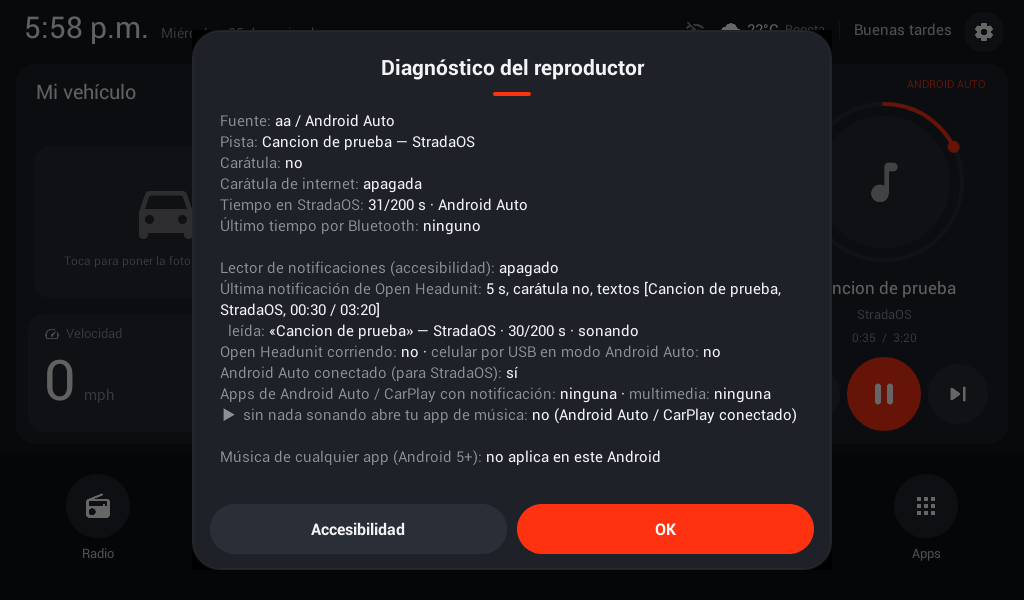 5:58 p.m.
22°C
Buenas tardes
Mi vehículo
ANDROID AUTO
Diagnóstico del reproductor
Fuente: aa / Android Auto
Pista: Cancion de prueba — StradaOS
Carátula: no
Carátula de internet: apagada
Tiempo en StradaOS: 31/200 s · Android Auto
Último tiempo por Bluetooth: ninguno
Lector de notificaciones (accesibilidad): apagado
Última notificación de Open Headunit: 5 s, carátula no, textos [Cancion de prueba,
StradaOS, 00:30 / 03:20]
leída: «Cancion de prueba» — StradaOS · 30/200 s · sonando
Open Headunit corriendo: no · celular por USB en modo Android Auto: no
Android Auto conectado (para StradaOS): sí
Apps de Android Auto / CarPlay con notificación: ninguna · multimedia: ninguna
▶ sin nada sonando abre tu app de música: no (Android Auto / CarPlay conectado)
Música de cualquier app (Android 5+): no aplica en este Android
Accesibilidad
OK
Toca para poner la foto
Velocidad
0 mph
ncion de prueba
StradaOS
0:35 / 3:20
Radio
Apps